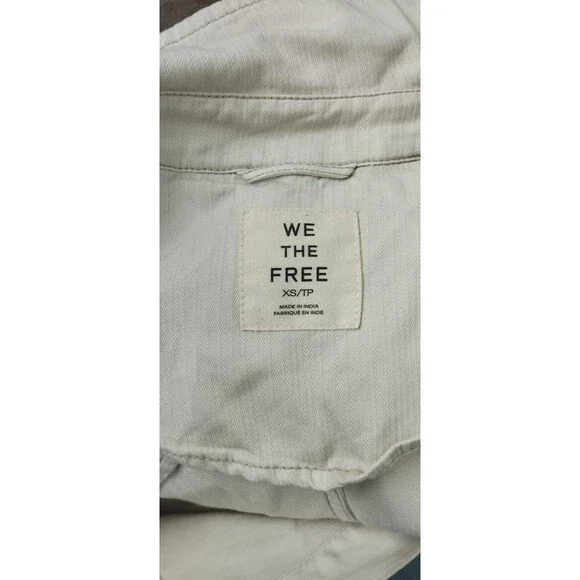 WE
THE
FREE
XS/TP
MADE IN INDIA
FABRIQUÉ EN INDE